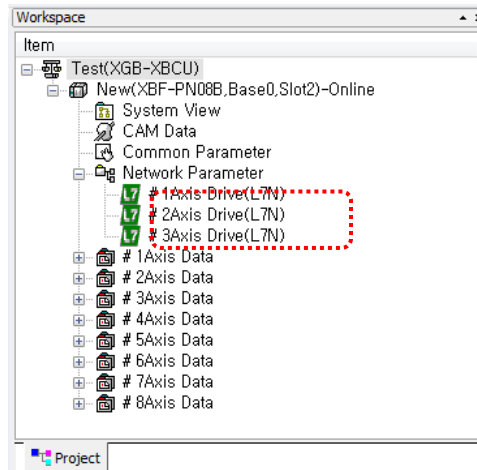 Workspace
Item
Test(XGB-XBCU)
New(XBF-PN08B,Base0,Slot2)-Online
System View
CAM Data
Common Parameter
Network Parameter
L7 # 1Axis Drive(L7N)
L7 # 2Axis Drive(L7N)
L7 # 3Axis Drive(L7N)
# 1Axis Data
# 2Axis Data
# 3Axis Data
# 4Axis Data
# 5Axis Data
# 6Axis Data
# 7Axis Data
# 8Axis Data
Project